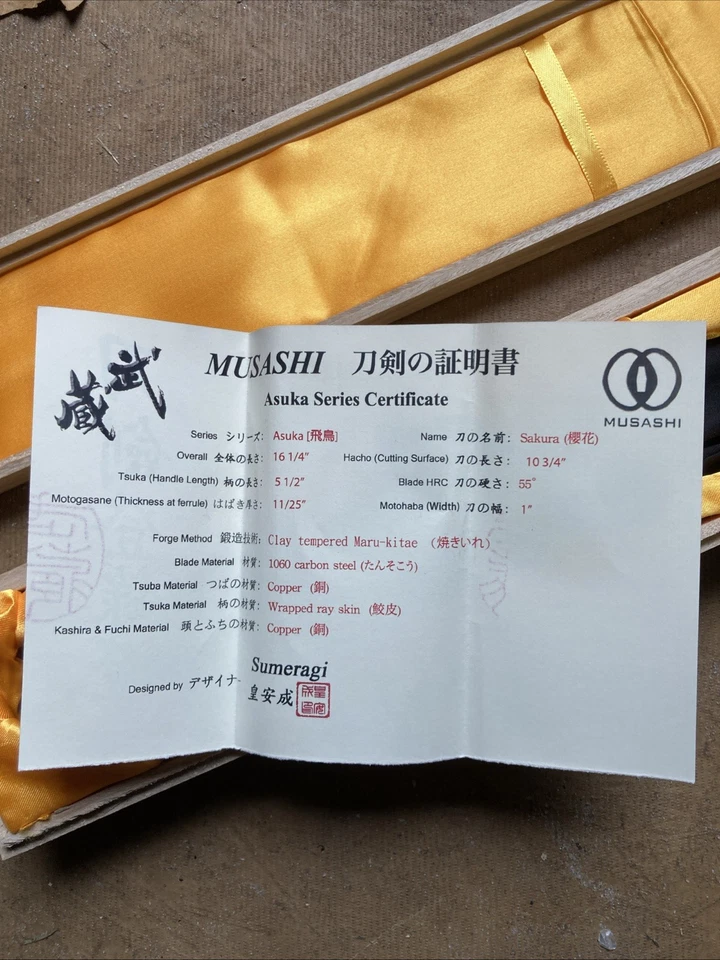 武蔵
MUSASHI 刀剣の証明書
Asuka Series Certificate
MUSASHI
Series シリーズ: Asuka [飛鳥]
Name 刀の名前: Sakura (櫻花)
Overall 全体の長さ: 16 1/4"
Hacho (Cutting Surface) 刀の長さ: 10 3/4"
Tsuka (Handle Length) 柄の長さ: 5 1/2"
Blade HRC 刀の硬さ: 55°
Motogasane (Thickness at ferrule) はばき厚さ: 11/25"
Motohaba (Width) 刀の幅: 1"
Forge Method 鍛造技術: Clay tempered Maru-kitae (焼きいれ)
Blade Material 材質: 1060 carbon steel (たんそこう)
Tsuba Material つばの材質: Copper (銅)
Tsuka Material 柄の材質: Wrapped ray skin (鮫皮)
Kashira & Fuchi Material 頭とふちの材質: Copper (銅)
Sumeragi
Designed by デザイナー 皇安成